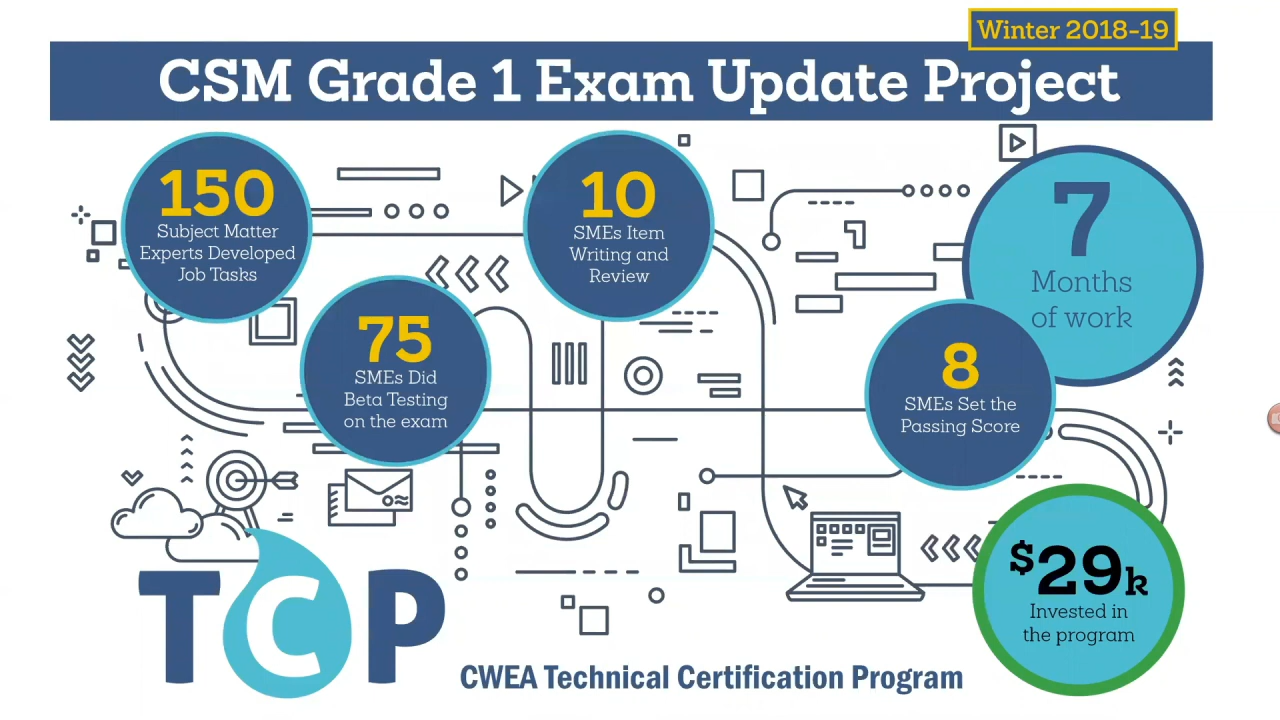 Winter 2018-19
CSM Grade 1 Exam Update Project
150
Subject Matter
Experts Developed
Job Tasks
75
SMEs Did
Beta Testing
on the exam
10
SMEs Item
Writing and
Review
8
SMEs Set the
Passing Score
7
Months
of work
$29k
Invested in
the program
TCP
CWEA Technical Certification Program